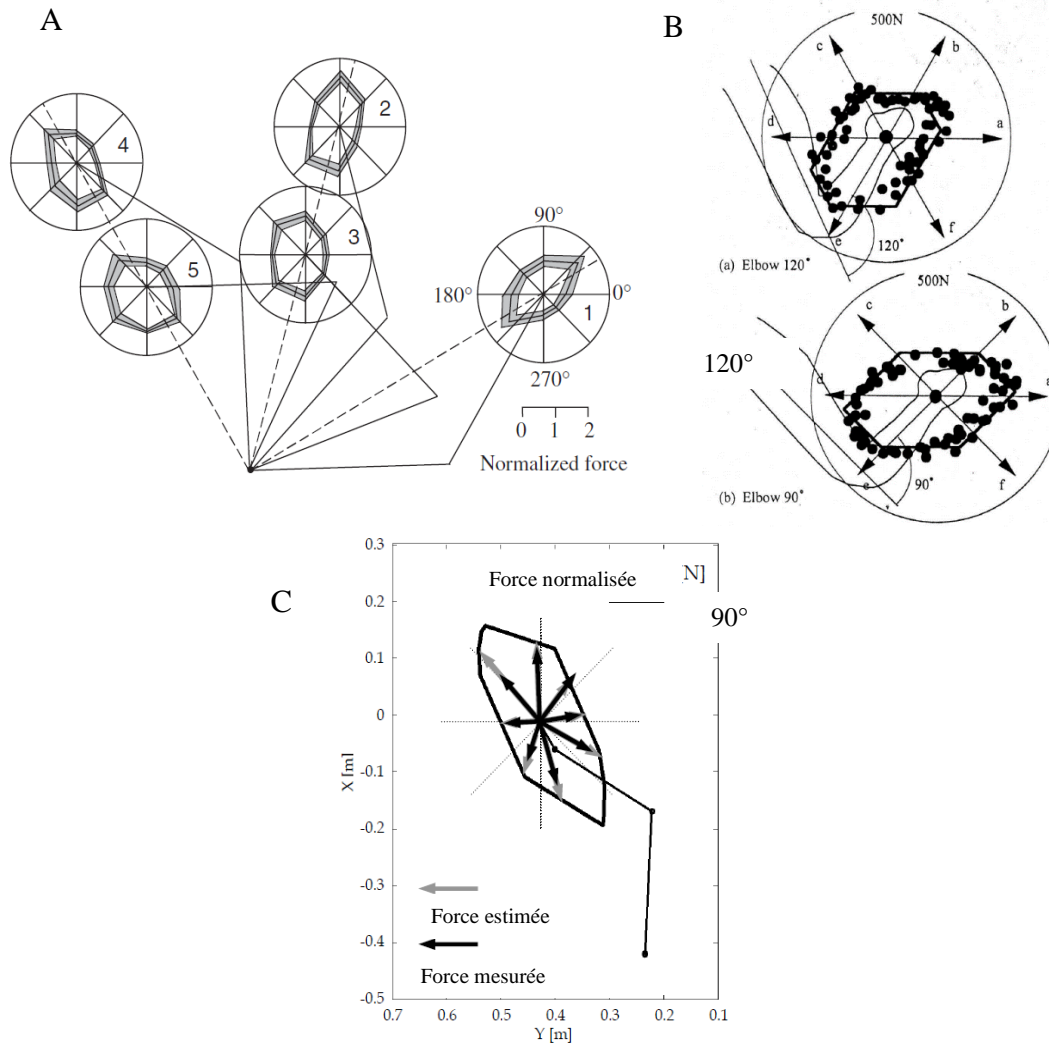 A
4
2
3
5
1
90°
180°
0°
270°
0 1 2
Normalized force
B
500N
c
b
d
a
e
f
120°
(a) Elbow 120°
500N
c
b
120°
d
a
e
90°
f
(b) Elbow 90°
C
0.3
0.2
0.1
0
-0.1
-0.2
-0.3
-0.4
-0.5
X [m]
Force normalisée
N]
90°
Force estimée
Force mesurée
0.7 0.6 0.5 0.4 0.3 0.2 0.1
Y [m]